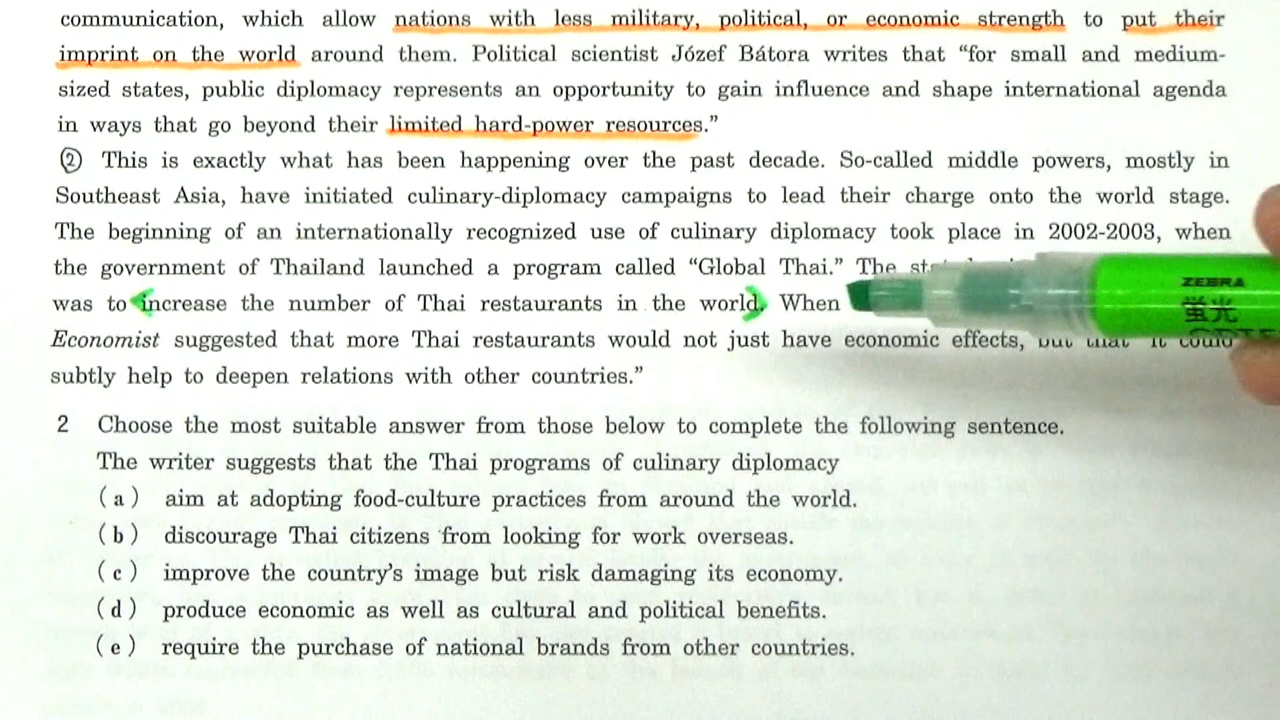 communication, which allow nations with less military, political, or economic strength to put their
imprint on the world around them. Political scientist Józef Bátora writes that “for small and medium-
sized states, public diplomacy represents an opportunity to gain influence and shape international agenda
in ways that go beyond their limited hard-power resources.”
② This is exactly what has been happening over the past decade. So-called middle powers, mostly in
Southeast Asia, have initiated culinary-diplomacy campaigns to lead their charge onto the world stage.
The beginning of an internationally recognized use of culinary diplomacy took place in 2002-2003, when
the government of Thailand launched a program called “Global Thai.” The
was to increase the number of Thai restaurants in the world. When
Economist suggested that more Thai restaurants would not just have economic effects, but that it could
subtly help to deepen relations with other countries.”
2 Choose the most suitable answer from those below to complete the following sentence.
The writer suggests that the Thai programs of culinary diplomacy
(a) aim at adopting food-culture practices from around the world.
(b) discourage Thai citizens from looking for work overseas.
(c) improve the country's image but risk damaging its economy.
(d) produce economic as well as cultural and political benefits.
(e) require the purchase of national brands from other countries.
ZEBRA
蛍光